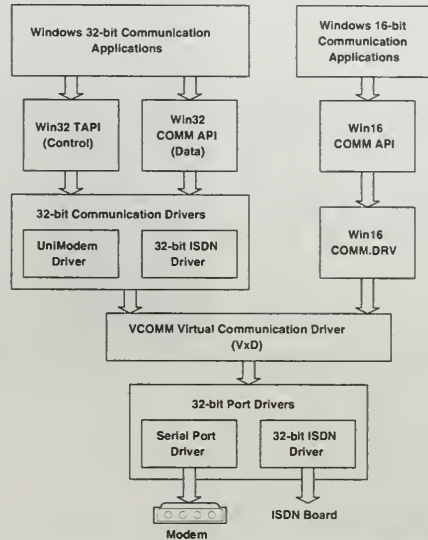 Windows 32-bit Communication
Applications
Windows 16-bit
Communication
Applications
Win32 TAPI
(Control)
Win32
COMM API
(Data)
Win16
COMM API
32-bit Communication Drivers
UniModem
Driver
32-bit ISDN
Driver
Win16
COMM.DRV
VCOMM Virtual Communication Driver
(VxD)
32-bit Port Drivers
Serial Port
Driver
32-bit ISDN
Driver
Modem
ISDN Board